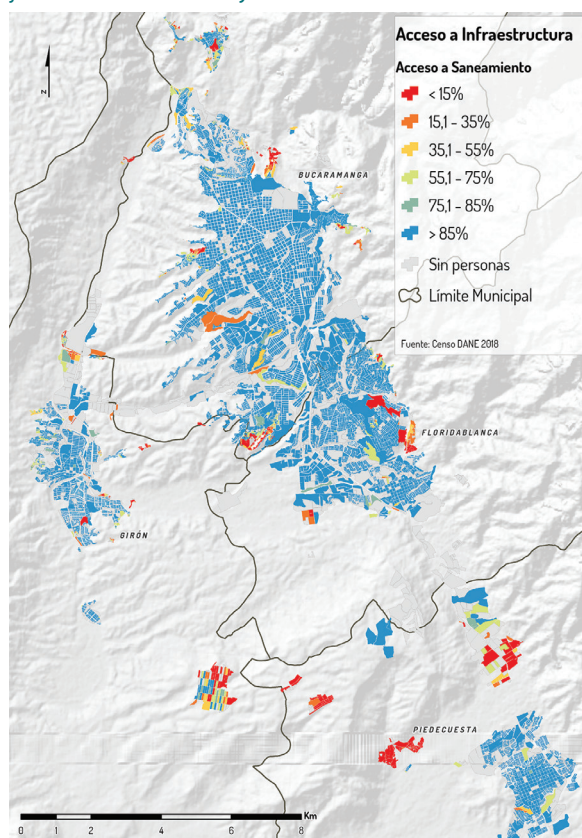 Acceso a Infraestructura
Acceso a Saneamiento
< 15%
15,1 - 35%
35,1 - 55%
55,1 - 75%
75,1 - 85%
> 85%
Sin personas
Límite Municipal
Fuente: Censo DANE 2018
N
BUCARAMANGA
FLORIDABLANCA
GIRÓN
PIEDECUESTA
Km
0 1 2 4 6 8